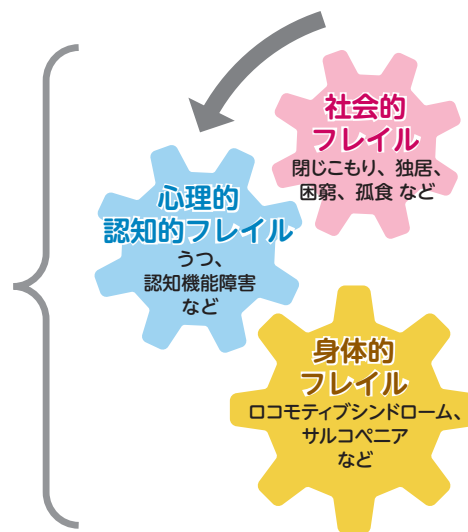 社会的
フレイル
閉じこもり、独居、
困窮、孤食 など
心理的
認知的フレイル
うつ、
認知機能障害
など
身体的
フレイル
ロコモティブシンドローム、
サルコペニア
など